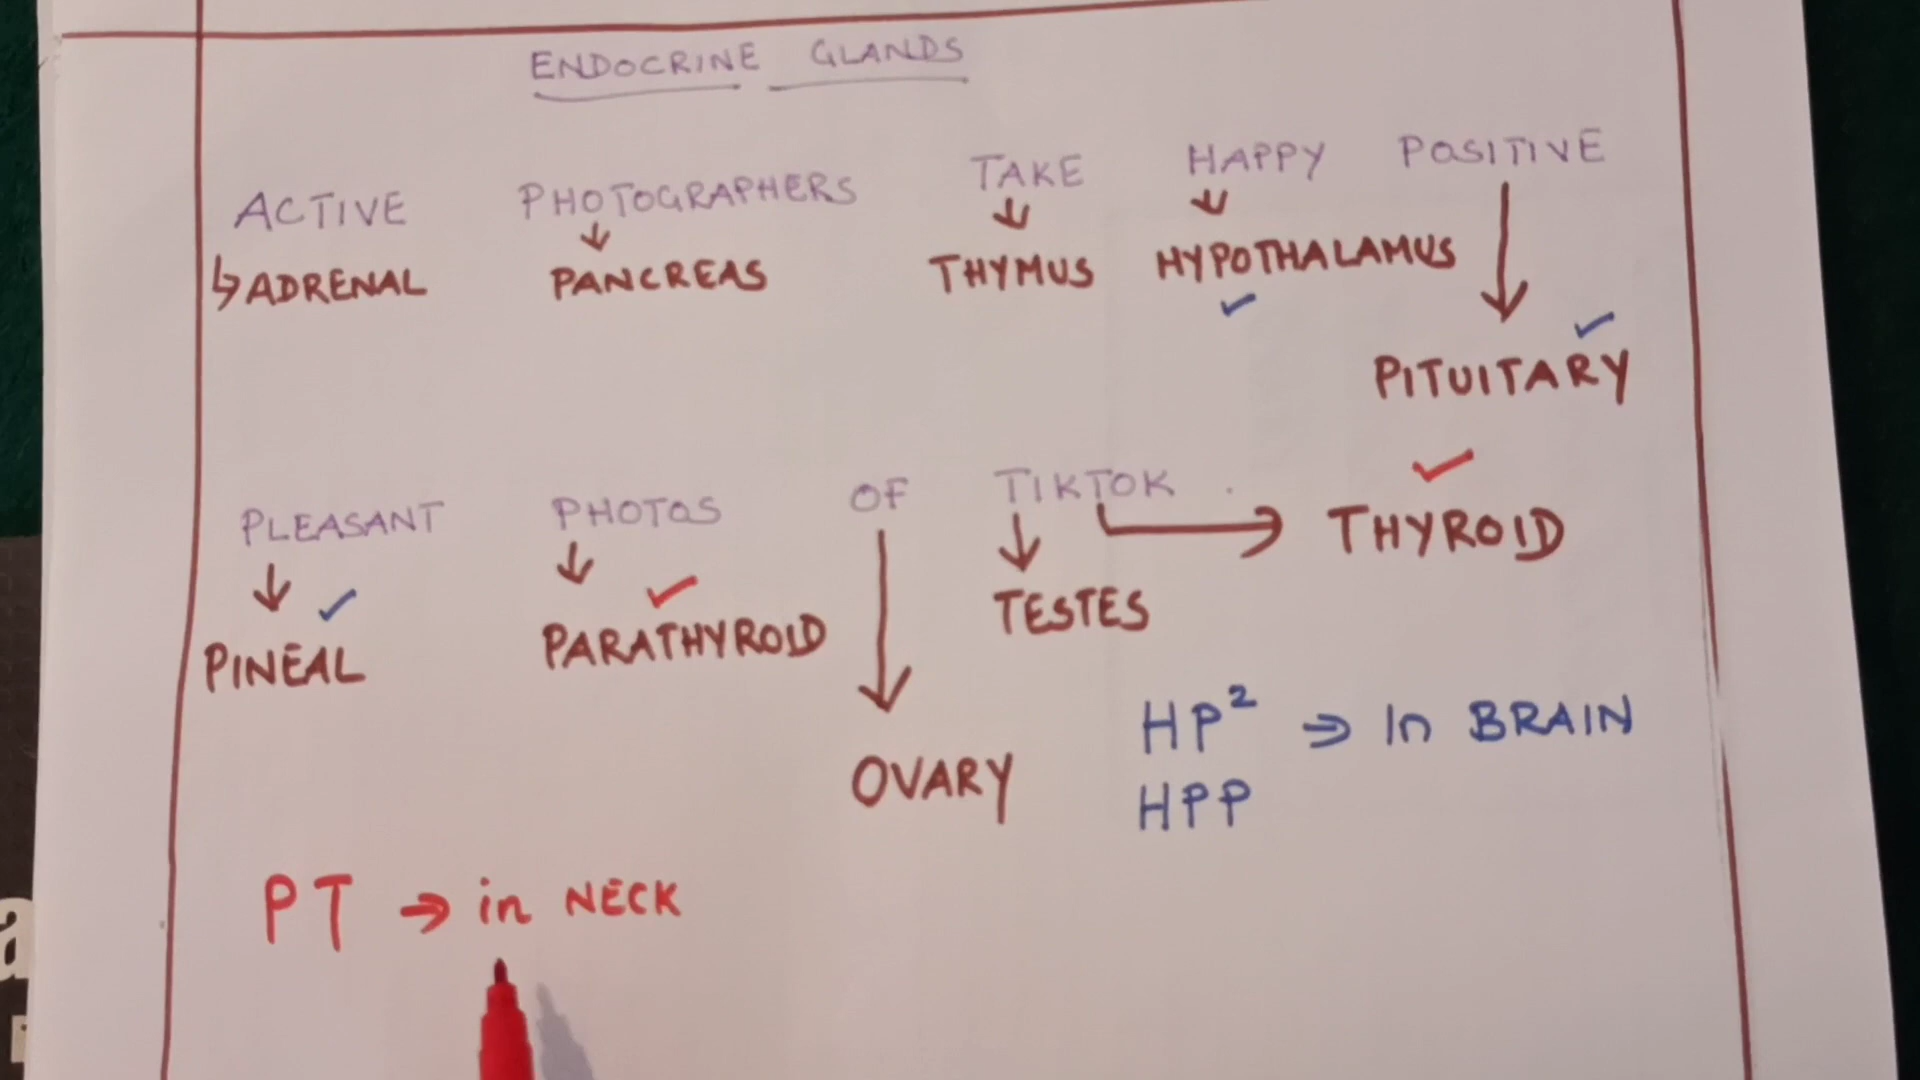 ENDOCRINE GLANDS
ACTIVE PHOTOGRAPHERS TAKE HAPPY POSITIVE
ADRENAL PANCREAS THYMUS HYPOTHALAMUS
PITUITARY
PLEASANT PHOTOS OF TIKTOK THYROID
PINEAL PARATHYROID TESTES
OVARY
HP² ⇒ In BRAIN
HPP
PT → in NECK
a